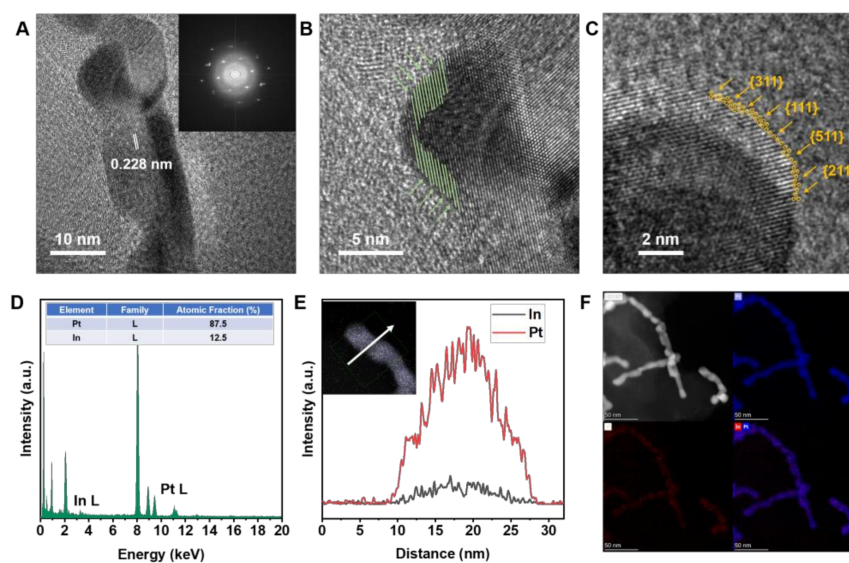 A
0.228 nm
10 nm
B
5 nm
C
{311}
{111}
{511}
{211
2 nm
D
Element Family Atomic Fraction (%)
Pt L 87.5
In L 12.5
In L
Pt L
Intensity (a.u.)
0 2 4 6 8 10 12 14 16 18 20
Energy (keV)
E
In
Pt
Intensity (a.u.)
0 5 10 15 20 25 30
Distance (nm)
F
50 nm
50 nm
In Pt
50 nm
50 nm